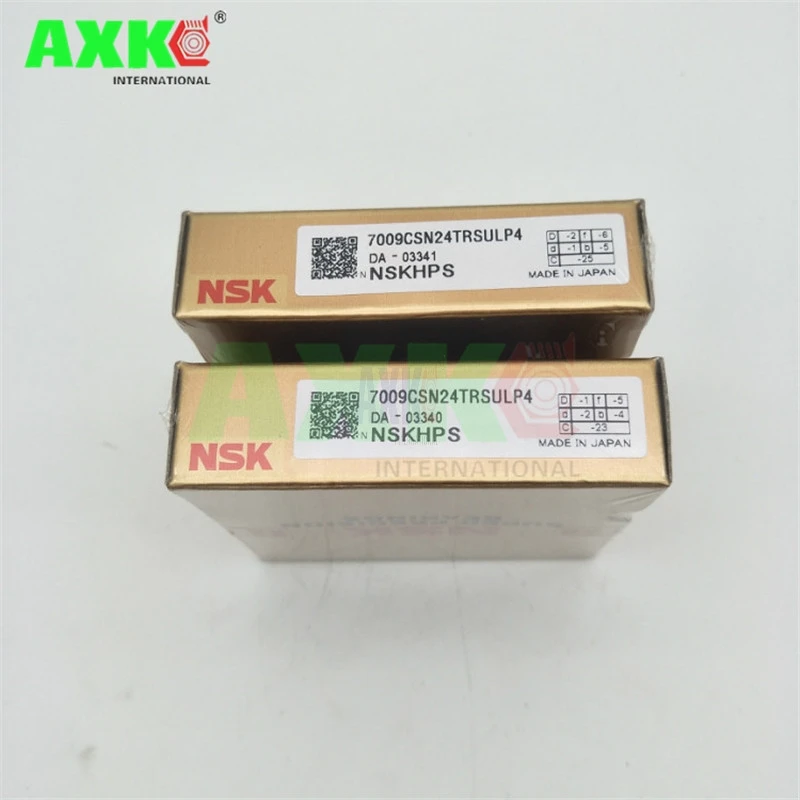 AXK ®
INTERNATIONAL
NSK
7009CSN24TRSULP4
DA - 03341
N NSKHPS
D -2 r -6
d -1 b -5
C -25
MADE IN JAPAN
NSK
7009CSN24TRSULP4
DA - 03340
N NSKHPS
D -1 r -5
d -2 b -4
C -23
MADE IN JAPAN
AXK
INTERNATIONAL